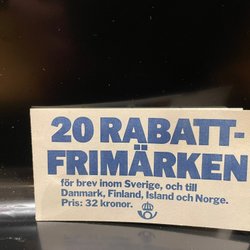 20 RABATT-
FRIMÄRKEN
för brev inom Sverige, och till
Danmark, Finland, Island och Norge.
Pris: 32 kronor.